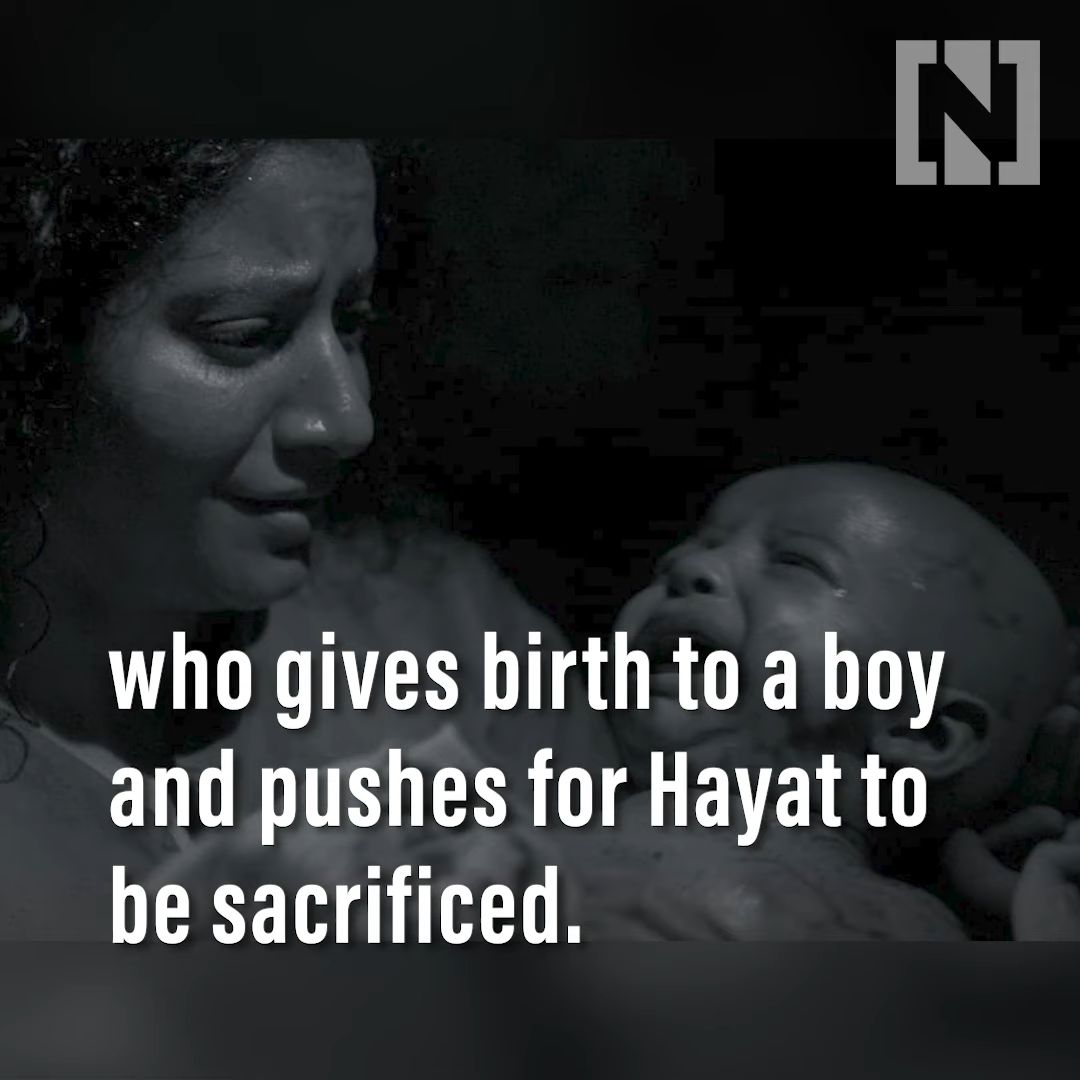 [N]
who gives birth to a boy
and pushes for Hayat to
be sacrificed.